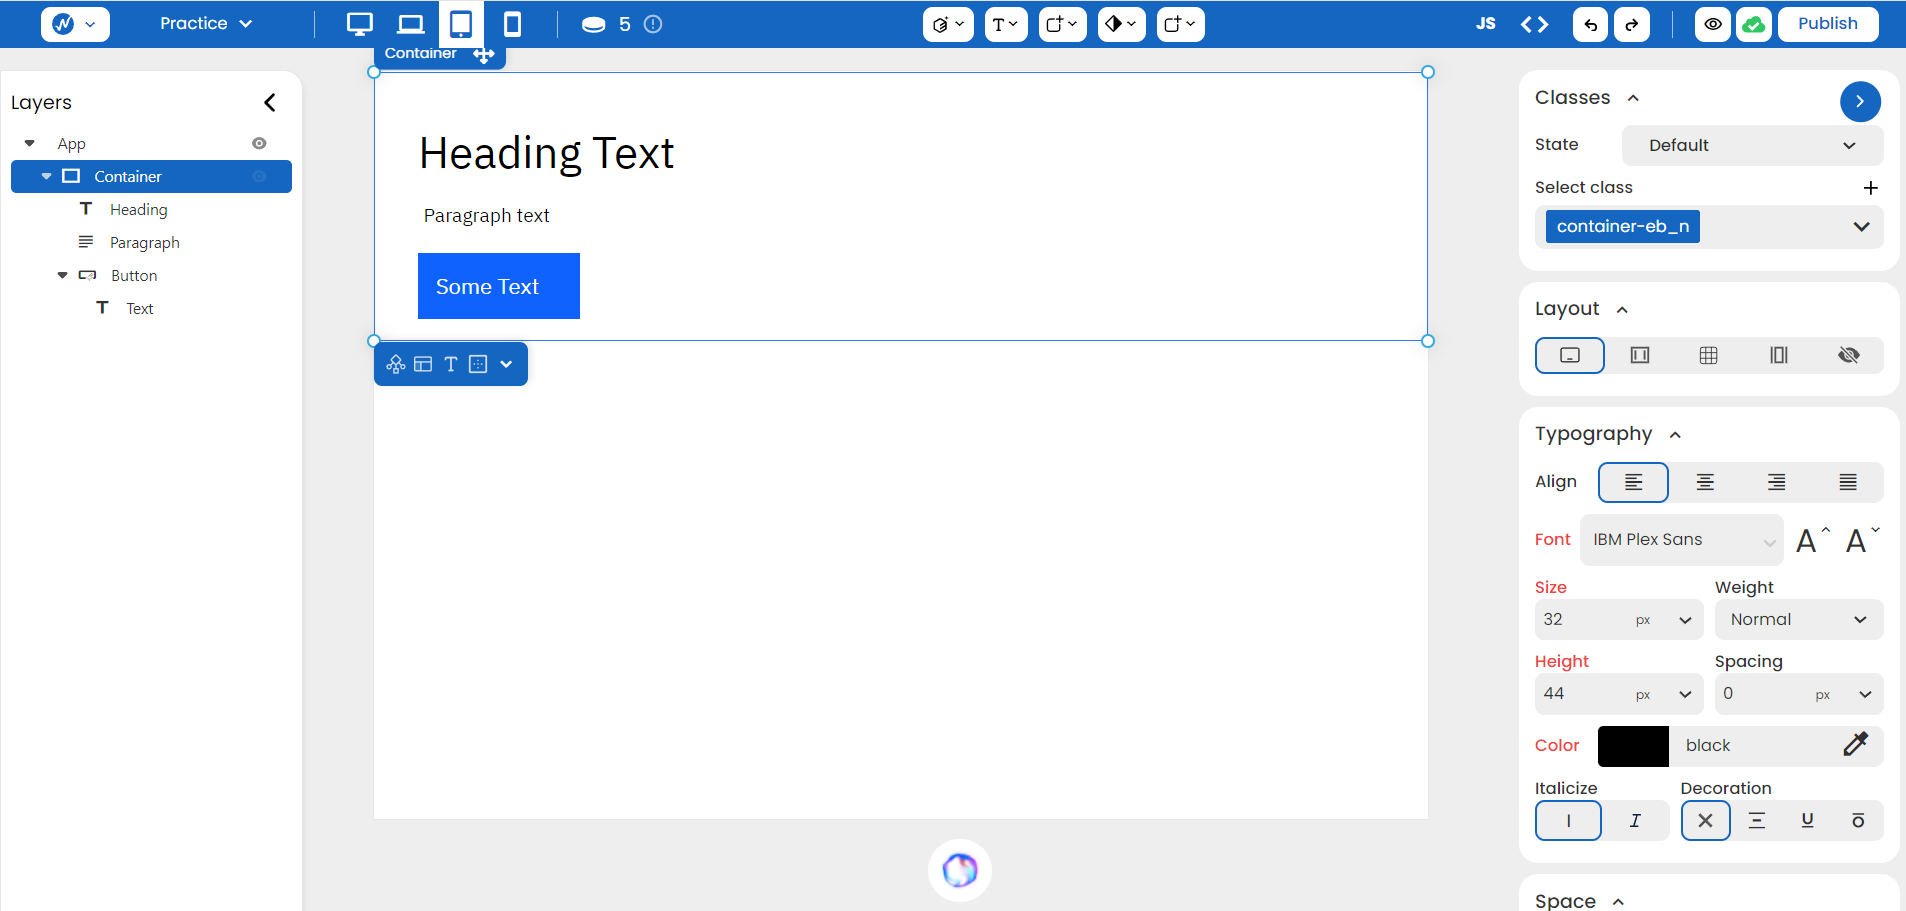 Practice
5
JS
Publish
Layers
App
Container
Heading
Paragraph
Button
Text
Container
Heading Text
Paragraph text
Some Text
Classes
State
Default
Select class
container-eb_n
Layout
Typography
Align
Font
IBM Plex Sans
Size
Weight
32
px
Normal
Height
Spacing
44
px
0
px
Color
black
Italicize
Decoration
Space